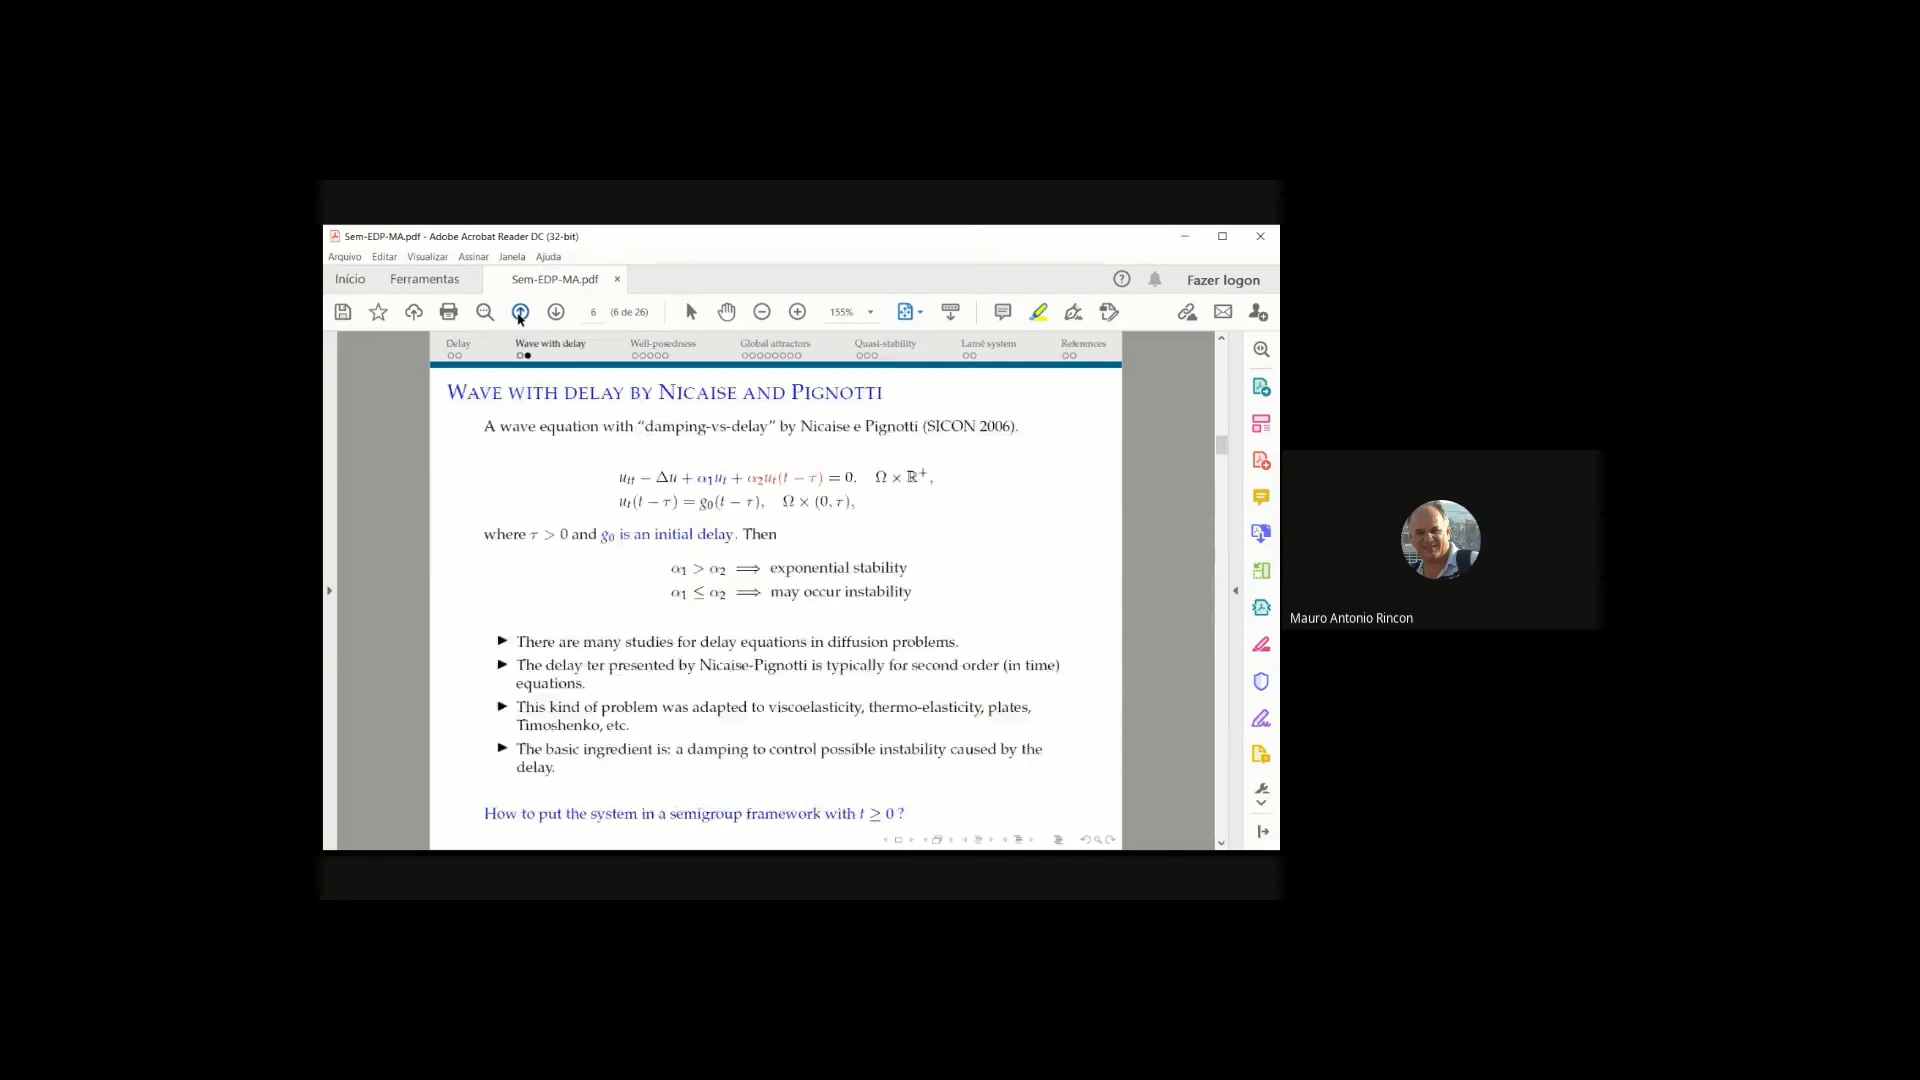 Sem-EDP-MA.pdf - Adobe Acrobat Reader DC (32-bit)
Arquivo Editar Visualizar Assinar Janela Ajuda
Início Ferramentas Sem-EDP-MA.pdf × Fazer logon
6 (6 de 26) 155%
Delay Wave with delay Well-posedness Global attractors Quasi-stability Lamé system References
WAVE WITH DELAY BY NICAISE AND PIGNOTTI
A wave equation with “damping-vs-delay” by Nicaise e Pignotti (SICON 2006).
u_tt − Δu + α₁u_t + α₂u_t(t − τ) = 0, Ω × ℝ⁺,
u_t(t − τ) = g₀(t − τ), Ω × (0, τ),
where τ > 0 and g₀ is an initial delay. Then
α₁ > α₂ ⟹ exponential stability
α₁ ≤ α₂ ⟹ may occur instability
▶ There are many studies for delay equations in diffusion problems.
▶ The delay ter presented by Nicaise-Pignotti is typically for second order (in time)
equations.
▶ This kind of problem was adapted to viscoelasticity, thermo-elasticity, plates,
Timoshenko, etc.
▶ The basic ingredient is: a damping to control possible instability caused by the
delay.
How to put the system in a semigroup framework with t ≥ 0 ?
Mauro Antonio Rincon